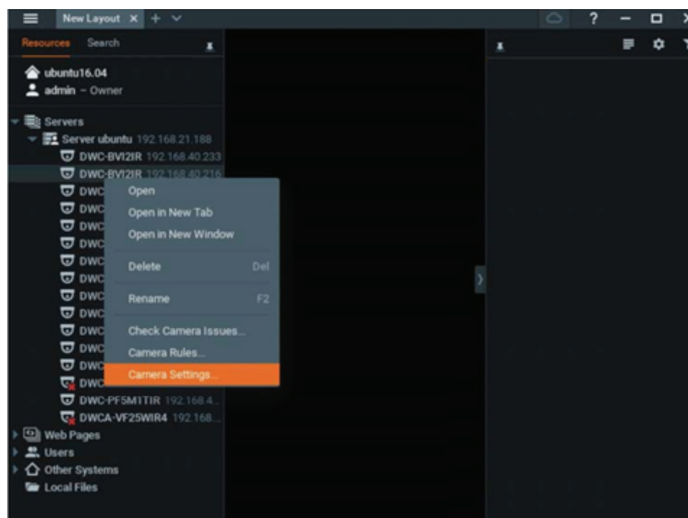 New Layout
?
Resources
Search
ubuntu16.04
admin – Owner
Servers
Server ubuntu 192.168.21.188
DWC-BVI2IR 192.168.40.233
DWC-BVI2IR 192.168.40.216
DWC
Open
DWC
Open in New Tab
DWC
Open in New Window
DWC
DWC
Delete
Del
DWC
DWC
Rename
F2
DWC
DWC
Check Camera Issues...
DWC
Camera Rules...
DWC
Camera Settings...
DWC
DWC-PF5M1TIR 192.168.4...
DWCA-VF25WIR4 192.168...
Web Pages
Users
Other Systems
Local Files